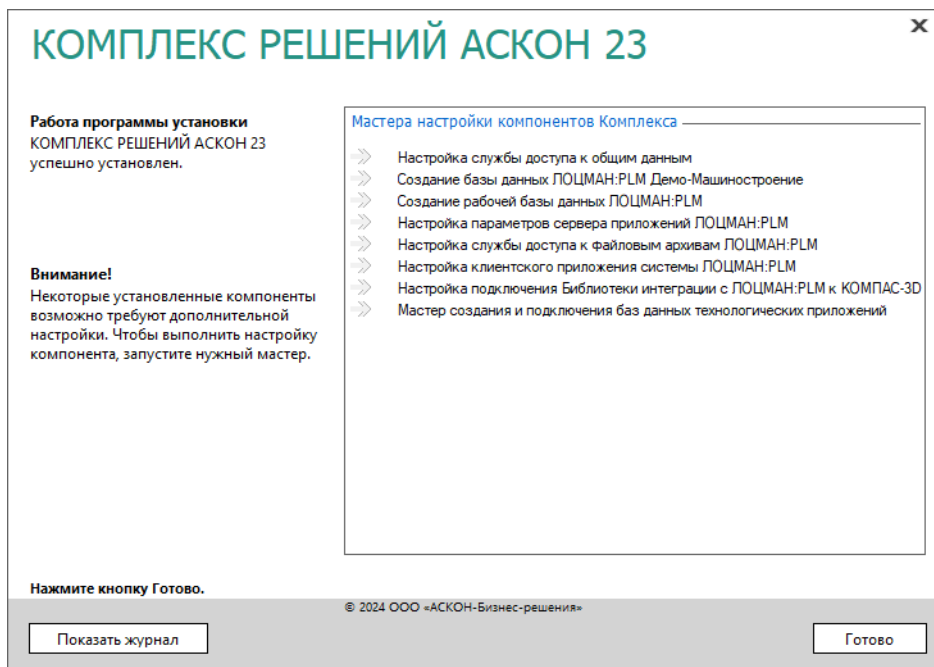 КОМПЛЕКС РЕШЕНИЙ АСКОН 23
Работа программы установки
КОМПЛЕКС РЕШЕНИЙ АСКОН 23
успешно установлен.
Внимание!
Некоторые установленные компоненты
возможно требуют дополнительной
настройки. Чтобы выполнить настройку
компонента, запустите нужный мастер.
Нажмите кнопку Готово.
Мастера настройки компонентов Комплекса
Настройка службы доступа к общим данным
Создание базы данных ЛОЦМАН:PLM Демо-Машиностроение
Создание рабочей базы данных ЛОЦМАН:PLM
Настройка параметров сервера приложений ЛОЦМАН:PLM
Настройка службы доступа к файловым архивам ЛОЦМАН:PLM
Настройка клиентского приложения системы ЛОЦМАН:PLM
Настройка подключения Библиотеки интеграции с ЛОЦМАН:PLM к КОМПАС-3D
Мастер создания и подключения баз данных технологических приложений
© 2024 ООО «АСКОН-Бизнес-решения»
Показать журнал
Готово